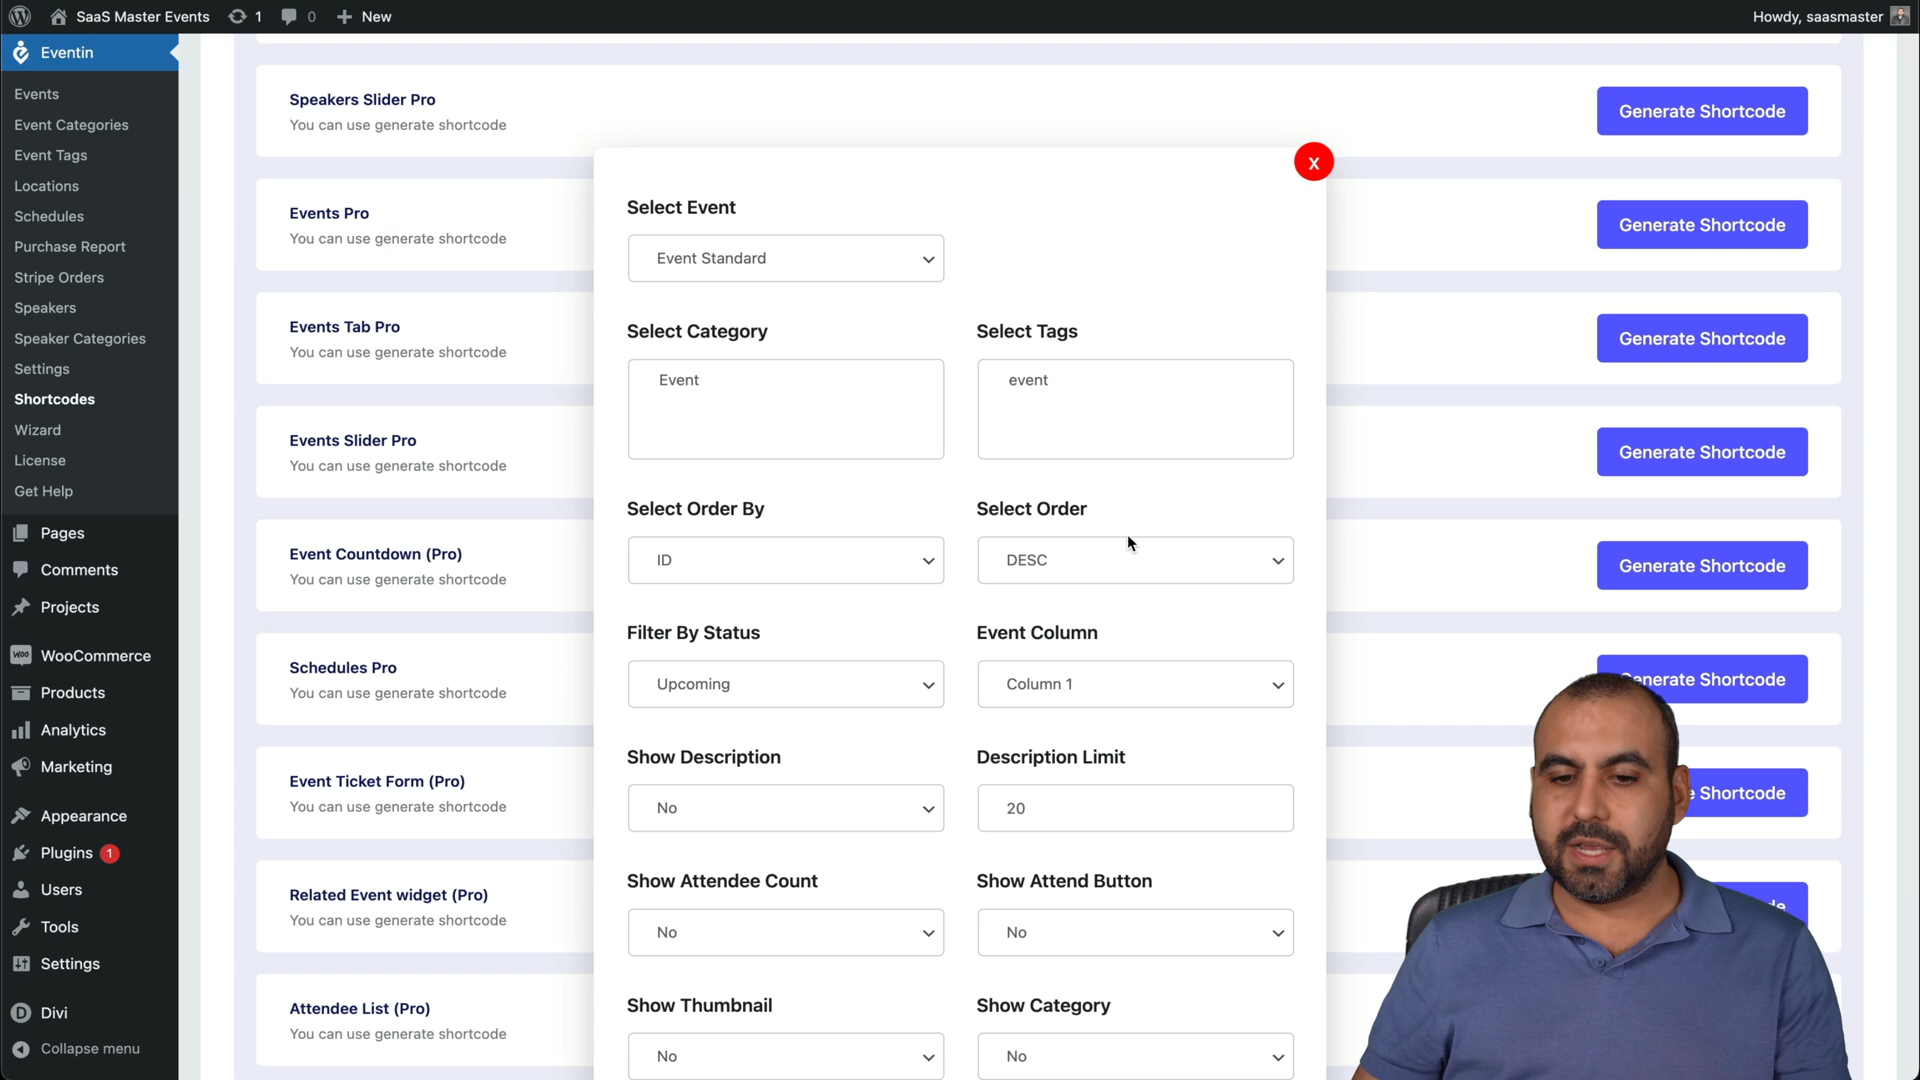 SaaS Master Events
1
0
New
Howdy, saasmaster
Eventin
Events
Event Categories
Event Tags
Locations
Schedules
Purchase Report
Stripe Orders
Speakers
Speaker Categories
Settings
Shortcodes
Wizard
License
Get Help
Pages
Comments
Projects
WOO WooCommerce
Products
Analytics
Marketing
Appearance
Plugins 1
Users
Tools
Settings
D Divi
Collapse menu
Speakers Slider Pro
You can use generate shortcode
Generate Shortcode
Events Pro
You can use generate shortcode
Generate Shortcode
Events Tab Pro
You can use generate shortcode
Generate Shortcode
Events Slider Pro
You can use generate shortcode
Generate Shortcode
Event Countdown (Pro)
You can use generate shortcode
Generate Shortcode
Schedules Pro
You can use generate shortcode
Generate Shortcode
Event Ticket Form (Pro)
You can use generate shortcode
Shortcode
Related Event widget (Pro)
You can use generate shortcode
Attendee List (Pro)
You can use generate shortcode
x
Select Event
Event Standard
Select Category
Select Tags
Event
event
Select Order By
Select Order
ID
DESC
Filter By Status
Event Column
Upcoming
Column 1
Show Description
Description Limit
No
20
Show Attendee Count
Show Attend Button
No
No
Show Thumbnail
Show Category
No
No